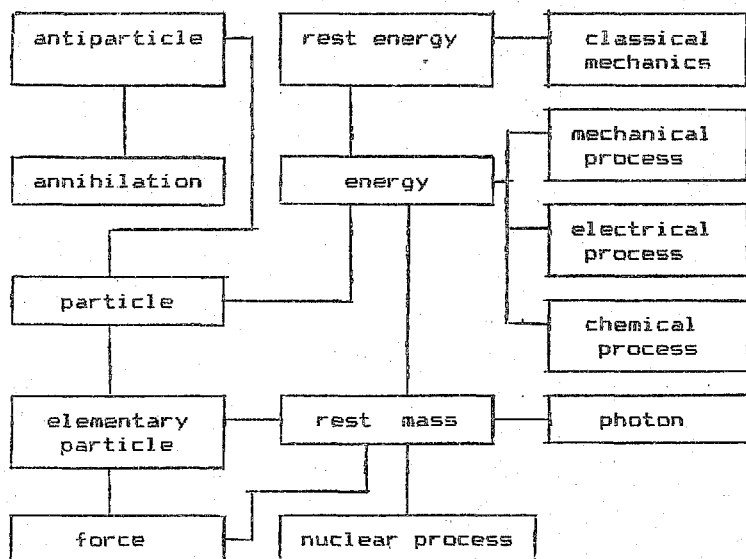 antiparticle
rest energy
classical
mechanics
mechanical
process
annihilation
energy
electrical
process
particle
chemical
process
elementary
particle
rest mass
photon
force
nuclear process